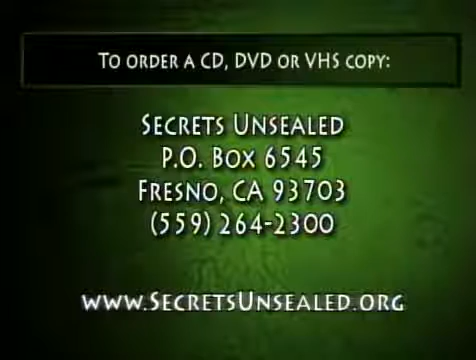 To order a CD, DVD or VHS copy:
Secrets Unsealed
P.O. Box 6545
Fresno, CA 93703
(559) 264-2300
www.SecretsUnsealed.org